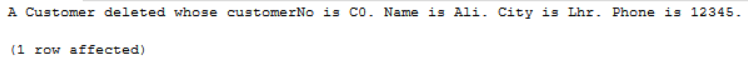 A Customer deleted whose customerNo is C0. Name is Ali. City is Lhr. Phone is 12345.
(1 row affected)